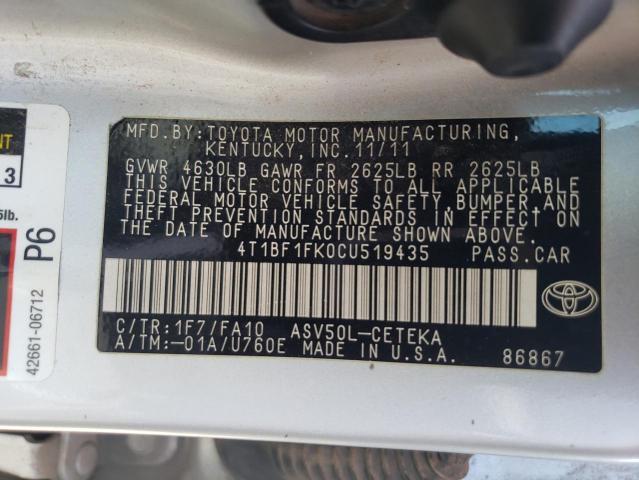 MFD.BY:TOYOTA MOTOR MANUFACTURING,
KENTUCKY,INC.11/11
GVWR 4630LB GAWR FR 2625LB RR 2625LB
THIS VEHICLE CONFORMS TO ALL APPLICABLE
FEDERAL MOTOR VEHICLE SAFETY,BUMPER AND
THEFT PREVENTION STANDARDS IN EFFECT ON
THE DATE OF MANUFACTURE SHOWN ABOVE.
4T1BF1FK0CU519435 PASS.CAR
C/TR:1F7/FA10 ASV50L-CETEKA
A/TM:-01A/U760E MADE IN U.S.A.
86867
TOYOTA
3
lb.
P6
42661-06712